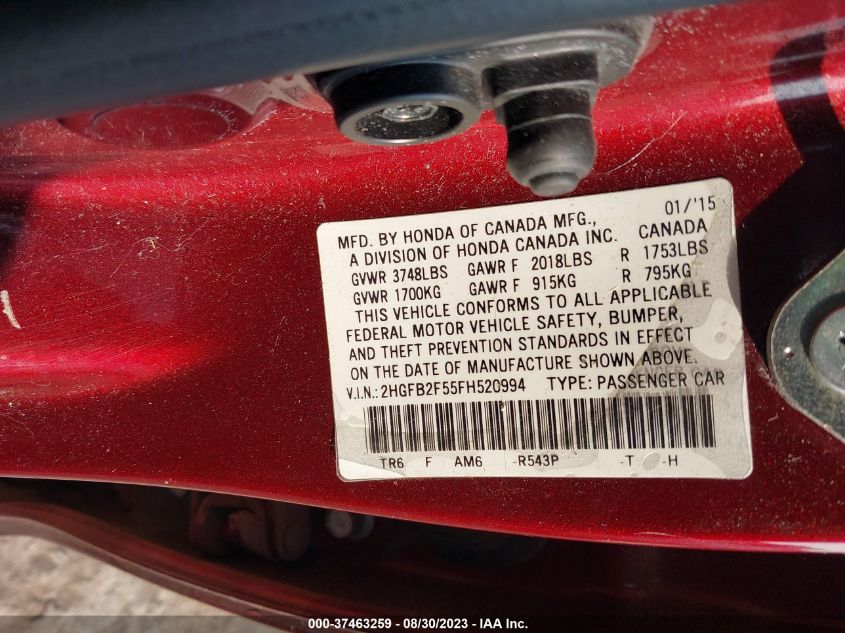 01/'15
MFD. BY HONDA OF CANADA MFG.,
A DIVISION OF HONDA CANADA INC. CANADA
GVWR 3748LBS GAWR F 2018LBS R 1753LBS
GVWR 1700KG GAWR F 915KG R 795KG
THIS VEHICLE CONFORMS TO ALL APPLICABLE
FEDERAL MOTOR VEHICLE SAFETY, BUMPER,
AND THEFT PREVENTION STANDARDS IN EFFECT
ON THE DATE OF MANUFACTURE SHOWN ABOVE.
V.I.N.: 2HGFB2F55FH520994 TYPE: PASSENGER CAR
TR6 F AM6 -R543P -T -H
000-37463259 - 08/30/2023 - IAA Inc.